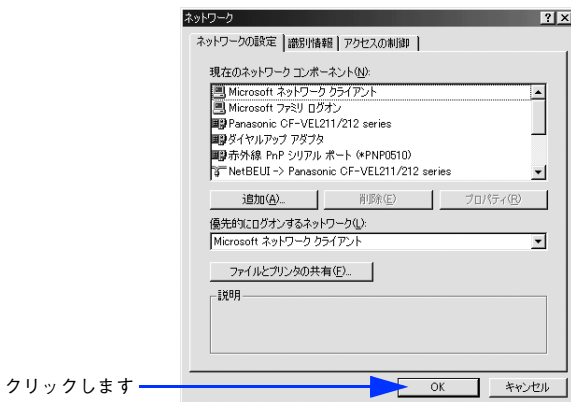 ネットワーク
ネットワークの設定 識別情報 アクセスの制御
現在のネットワーク コンポーネント(N):
Microsoft ネットワーク クライアント
Microsoft ファミリ ログオン
Panasonic CF-VEL211/212 series
ダイヤルアップ アダプタ
赤外線 PnP シリアル ポート (*PNP0510)
NetBEUI -> Panasonic CF-VEL211/212 series
追加(A)... 削除(E) プロパティ(R)
優先的にログオンするネットワーク(L):
Microsoft ネットワーク クライアント
ファイルとプリンタの共有(F)...
説明
クリックします OK キャンセル